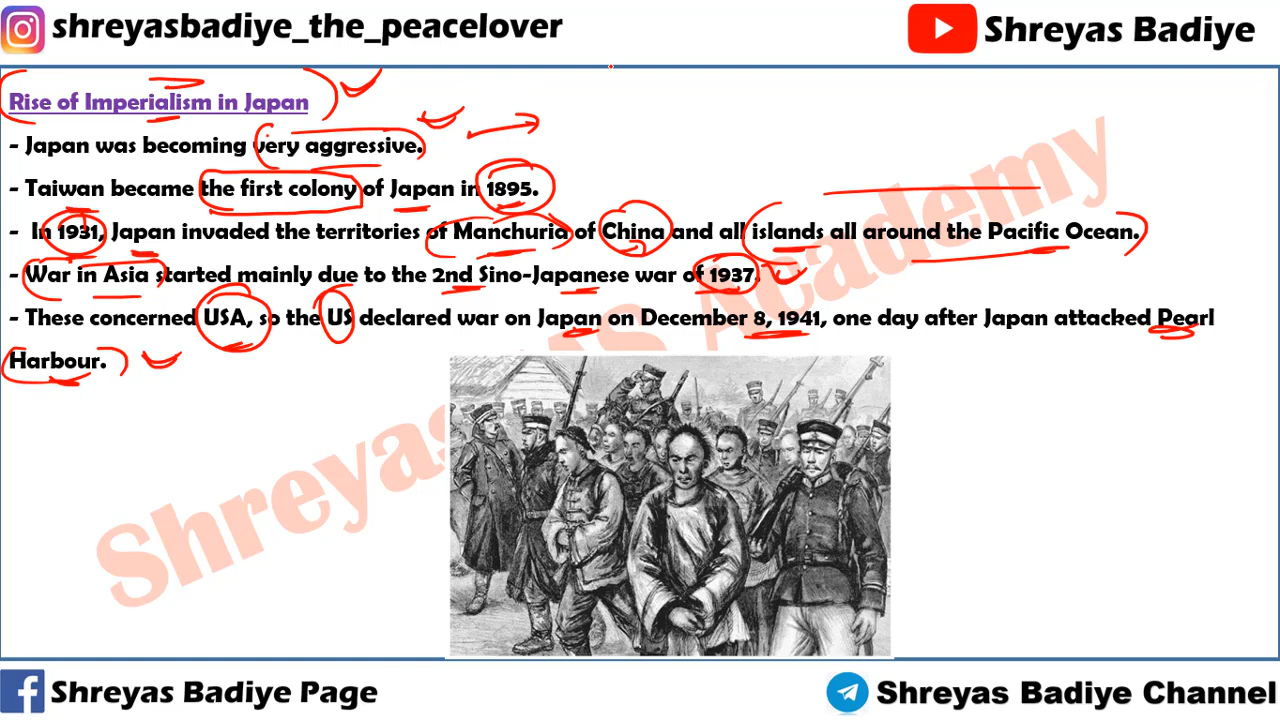 shreyasbadiye_the_peacelover
Shreyas Badiye
Rise of Imperialism in Japan
- Japan was becoming very aggressive.
- Taiwan became the first colony of Japan in 1895.
- In 1931, Japan invaded the territories of Manchuria of China and all islands all around the Pacific Ocean.
- War in Asia started mainly due to the 2nd Sino-Japanese war of 1937.
- These concerned USA, so the US declared war on Japan on December 8, 1941, one day after Japan attacked Pearl
Harbour.
Shreyas Academy
Shreyas Badiye Page
Shreyas Badiye Channel